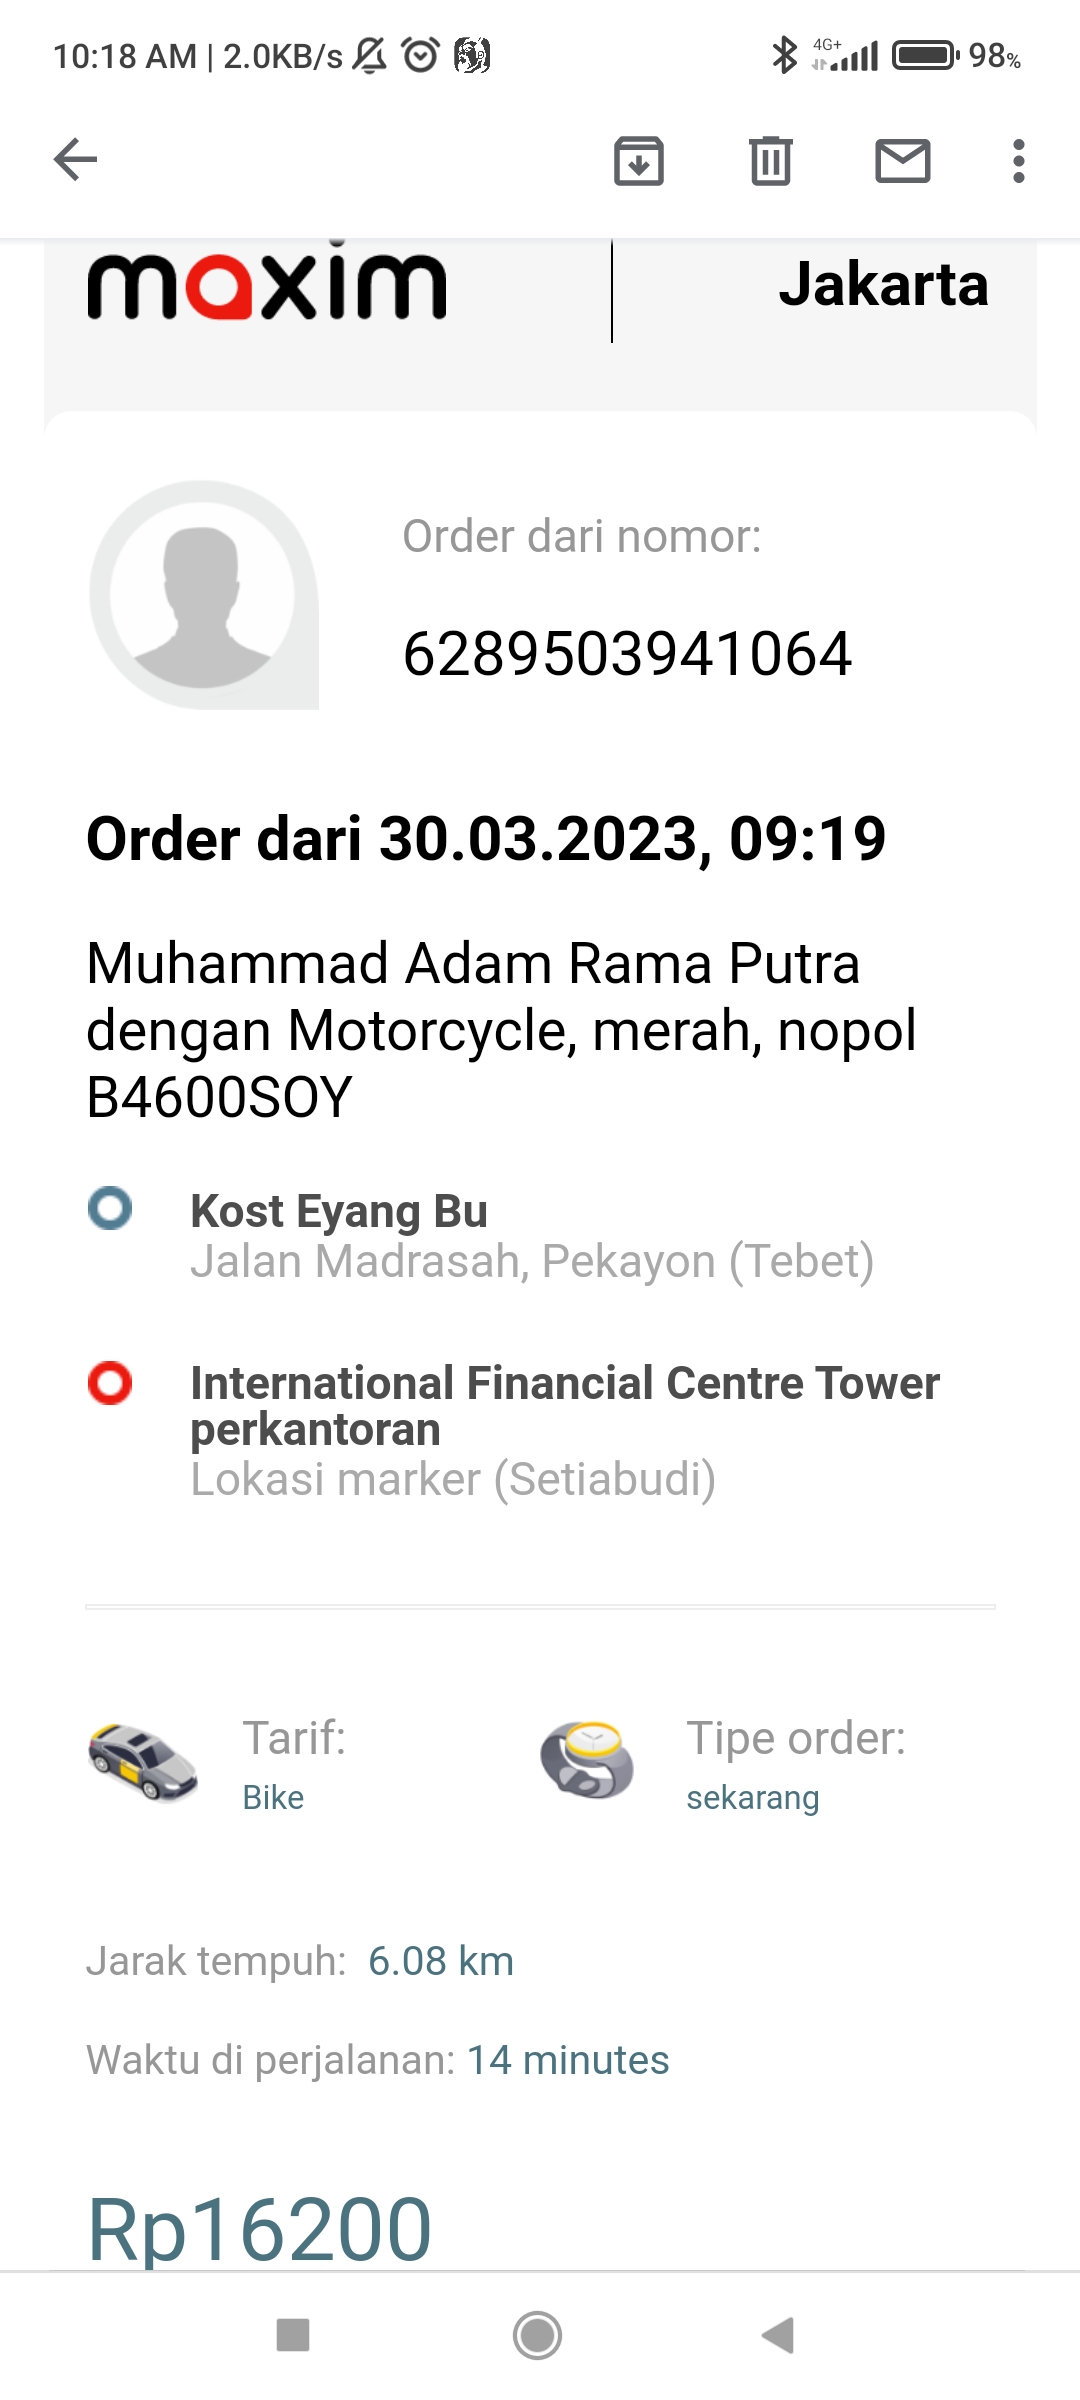 10:18 AM | 2.0KB/s 4G+ 98%
maxim Jakarta
Order dari nomor:
6289503941064
Order dari 30.03.2023, 09:19
Muhammad Adam Rama Putra
dengan Motorcycle, merah, nopol
B4600SOY
Kost Eyang Bu
Jalan Madrasah, Pekayon (Tebet)
International Financial Centre Tower
perkantoran
Lokasi marker (Setiabudi)
Tarif: Tipe order:
Bike sekarang
Jarak tempuh: 6.08 km
Waktu di perjalanan: 14 minutes
Rp16200